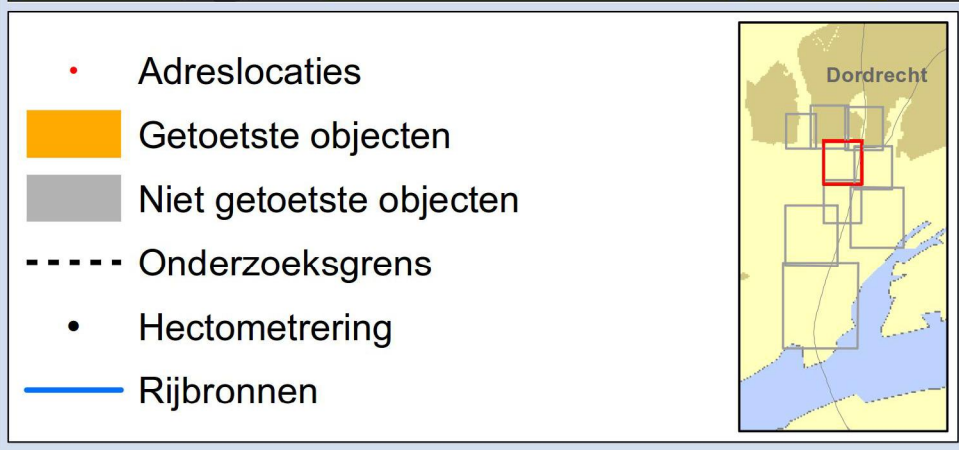 Adreslocaties
Getoetste objecten
Niet getoetste objecten
Onderzoeksgrens
Hectometrering
Rijbronnen
Dordrecht